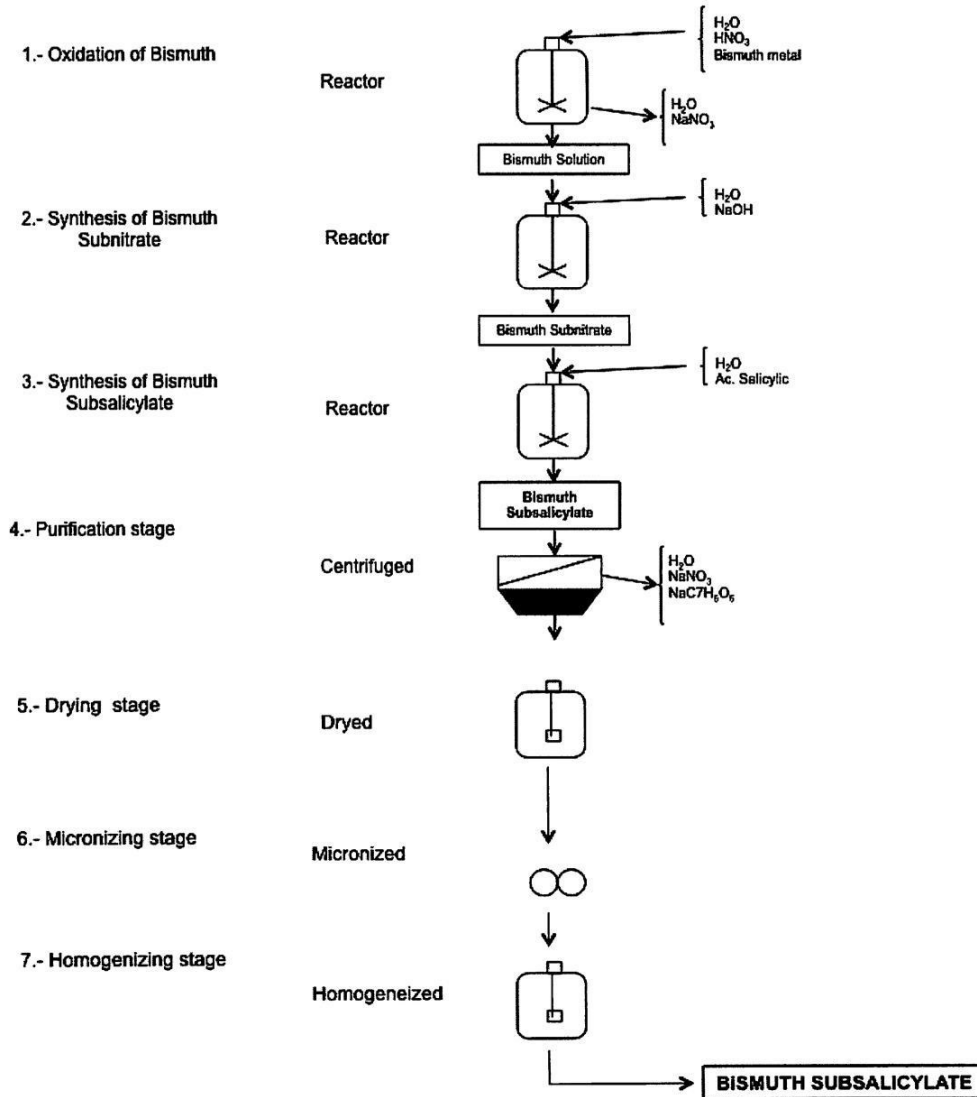 1.- Oxidation of Bismuth
Reactor
H₂O
HNO₃
Bismuth metal
H₂O
NaNO₃
Bismuth Solution
2.- Synthesis of Bismuth
Subnitrate
Reactor
H₂O
NaOH
Bismuth Subnitrate
3.- Synthesis of Bismuth
Subsalicylate
Reactor
H₂O
Ac. Salicylic
Bismuth
Subsalicylate
4.- Purification stage
Centrifuged
H₂O
NaNO₃
NaC7H₅O₆
5.- Drying stage
Dryed
6.- Micronizing stage
Micronized
7.- Homogenizing stage
Homogeneized
BISMUTH SUBSALICYLATE